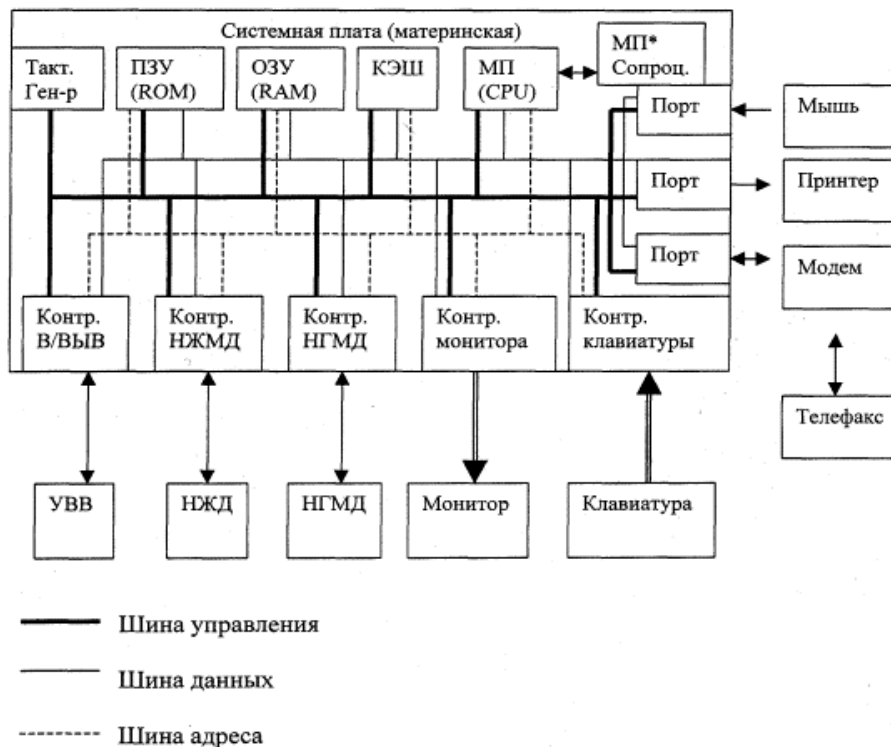 Системная плата (материнская)
Такт.
Ген-р
ПЗУ
(ROM)
ОЗУ
(RAM)
КЭШ
МП
(CPU)
МП*
Сопроц.
Порт
Мышь
Порт
Принтер
Порт
Модем
Контр.
В/ВЫВ
Контр.
НЖМД
Контр.
НГМД
Контр.
монитора
Контр.
клавиатуры
Телефакс
УВВ
НЖД
НГМД
Монитор
Клавиатура
Шина управления
Шина данных
Шина адреса